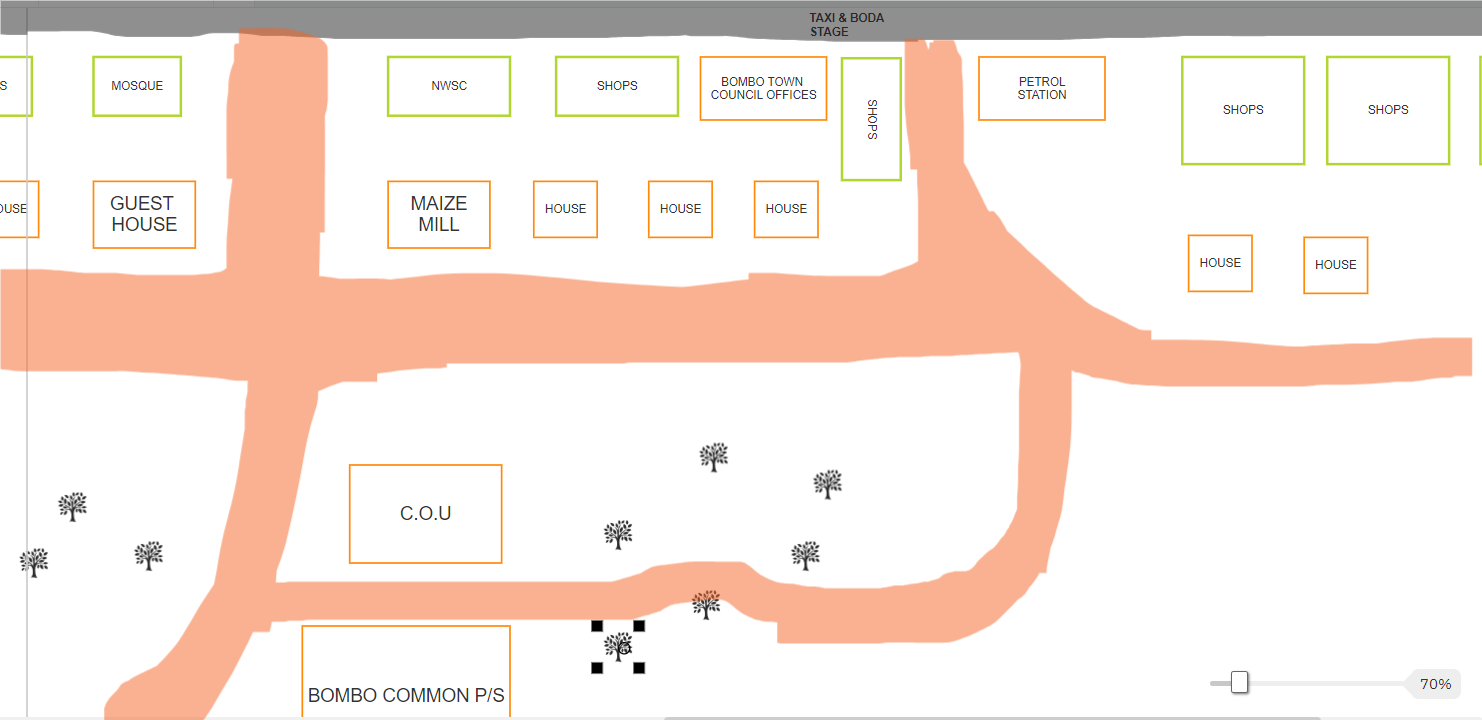 TAXI & BODA
STAGE
S
MOSQUE
NWSC
SHOPS
BOMBO TOWN
COUNCIL OFFICES
SHOPS
PETROL
STATION
SHOPS
SHOPS
OUSE
GUEST
HOUSE
MAIZE
MILL
HOUSE
HOUSE
HOUSE
HOUSE
HOUSE
C.O.U
BOMBO COMMON P/S
70%